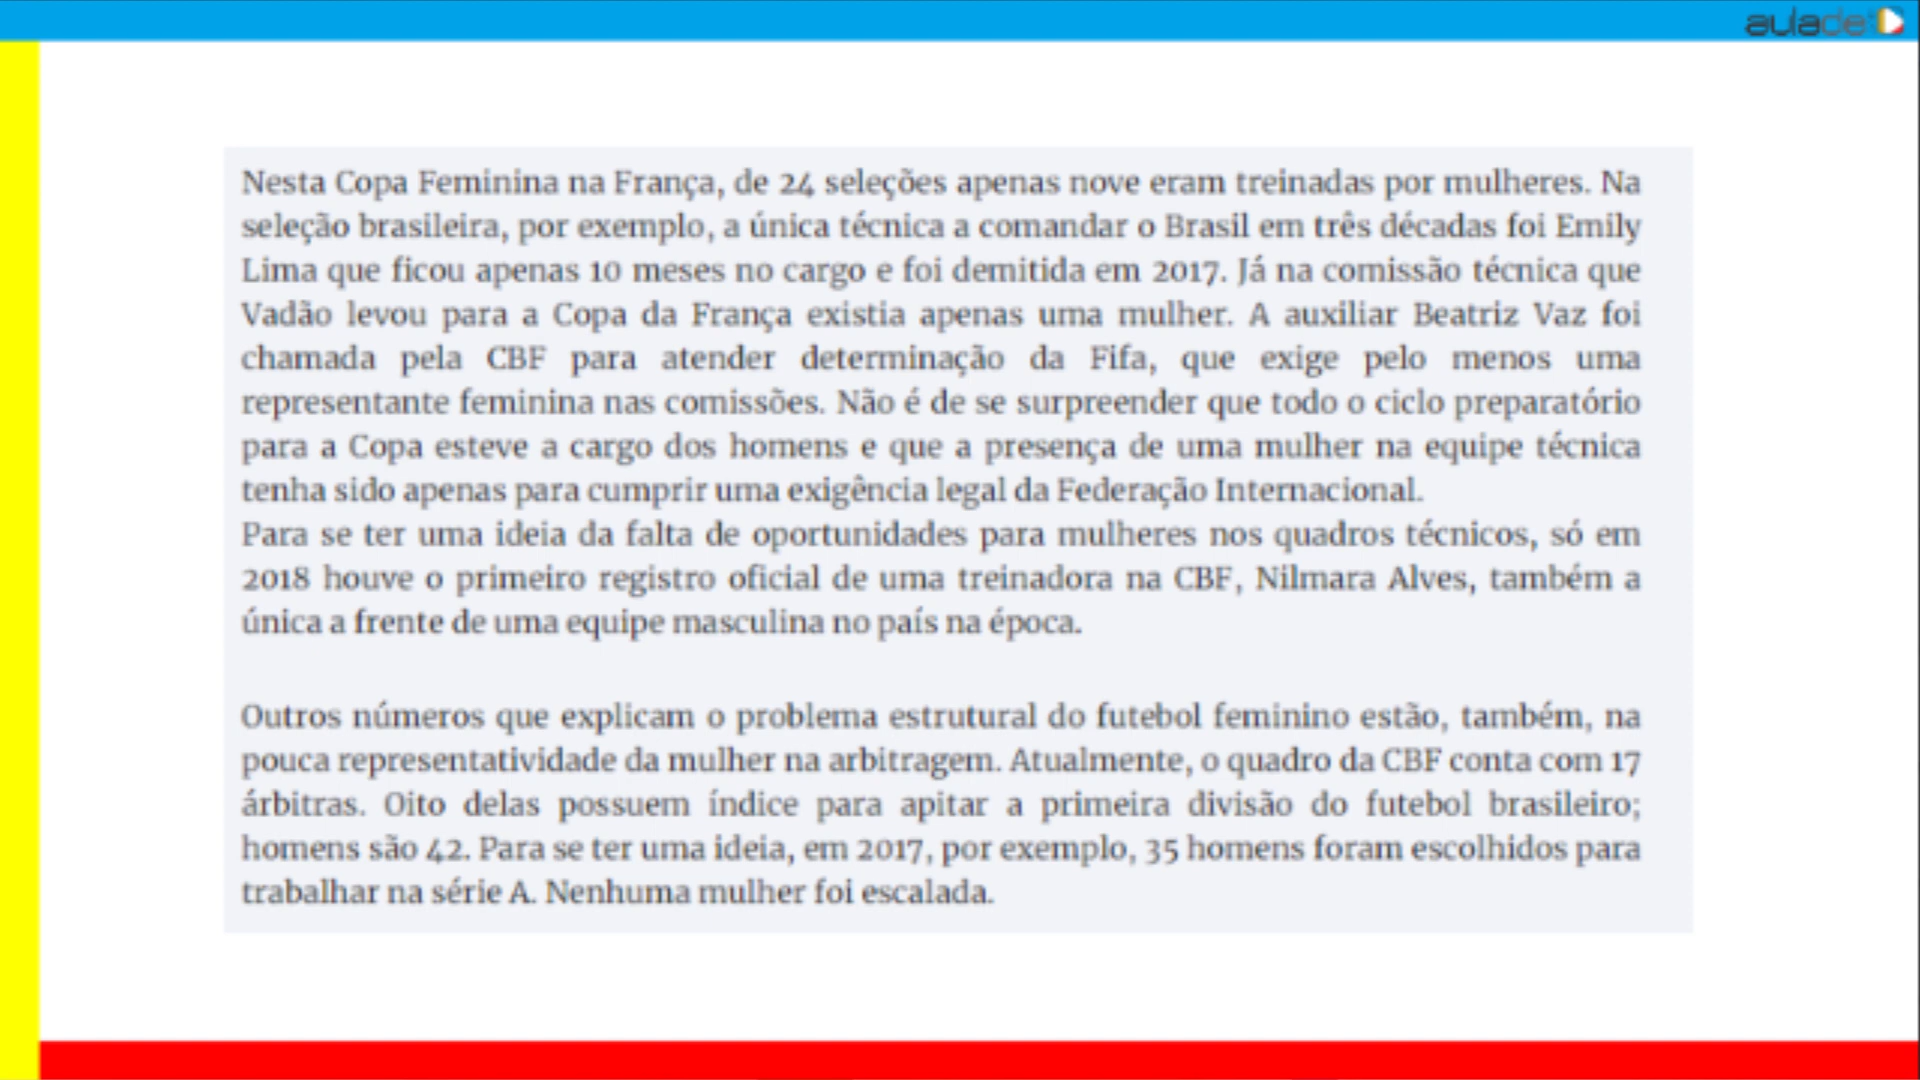 aulade
Nesta Copa Feminina na França, de 24 seleções apenas nove eram treinadas por mulheres. Na
seleção brasileira, por exemplo, a única técnica a comandar o Brasil em três décadas foi Emily
Lima que ficou apenas 10 meses no cargo e foi demitida em 2017. Já na comissão técnica que
Vadão levou para a Copa da França existia apenas uma mulher. A auxiliar Beatriz Vaz foi
chamada pela CBF para atender determinação da Fifa, que exige pelo menos uma
representante feminina nas comissões. Não é de se surpreender que todo o ciclo preparatório
para a Copa esteve a cargo dos homens e que a presença de uma mulher na equipe técnica
tenha sido apenas para cumprir uma exigência legal da Federação Internacional.
Para se ter uma ideia da falta de oportunidades para mulheres nos quadros técnicos, só em
2018 houve o primeiro registro oficial de uma treinadora na CBF, Nilmara Alves, também a
única a frente de uma equipe masculina no país na época.
Outros números que explicam o problema estrutural do futebol feminino estão, também, na
pouca representatividade da mulher na arbitragem. Atualmente, o quadro da CBF conta com 17
árbitras. Oito delas possuem índice para apitar a primeira divisão do futebol brasileiro;
homens são 42. Para se ter uma ideia, em 2017, por exemplo, 35 homens foram escolhidos para
trabalhar na série A. Nenhuma mulher foi escalada.